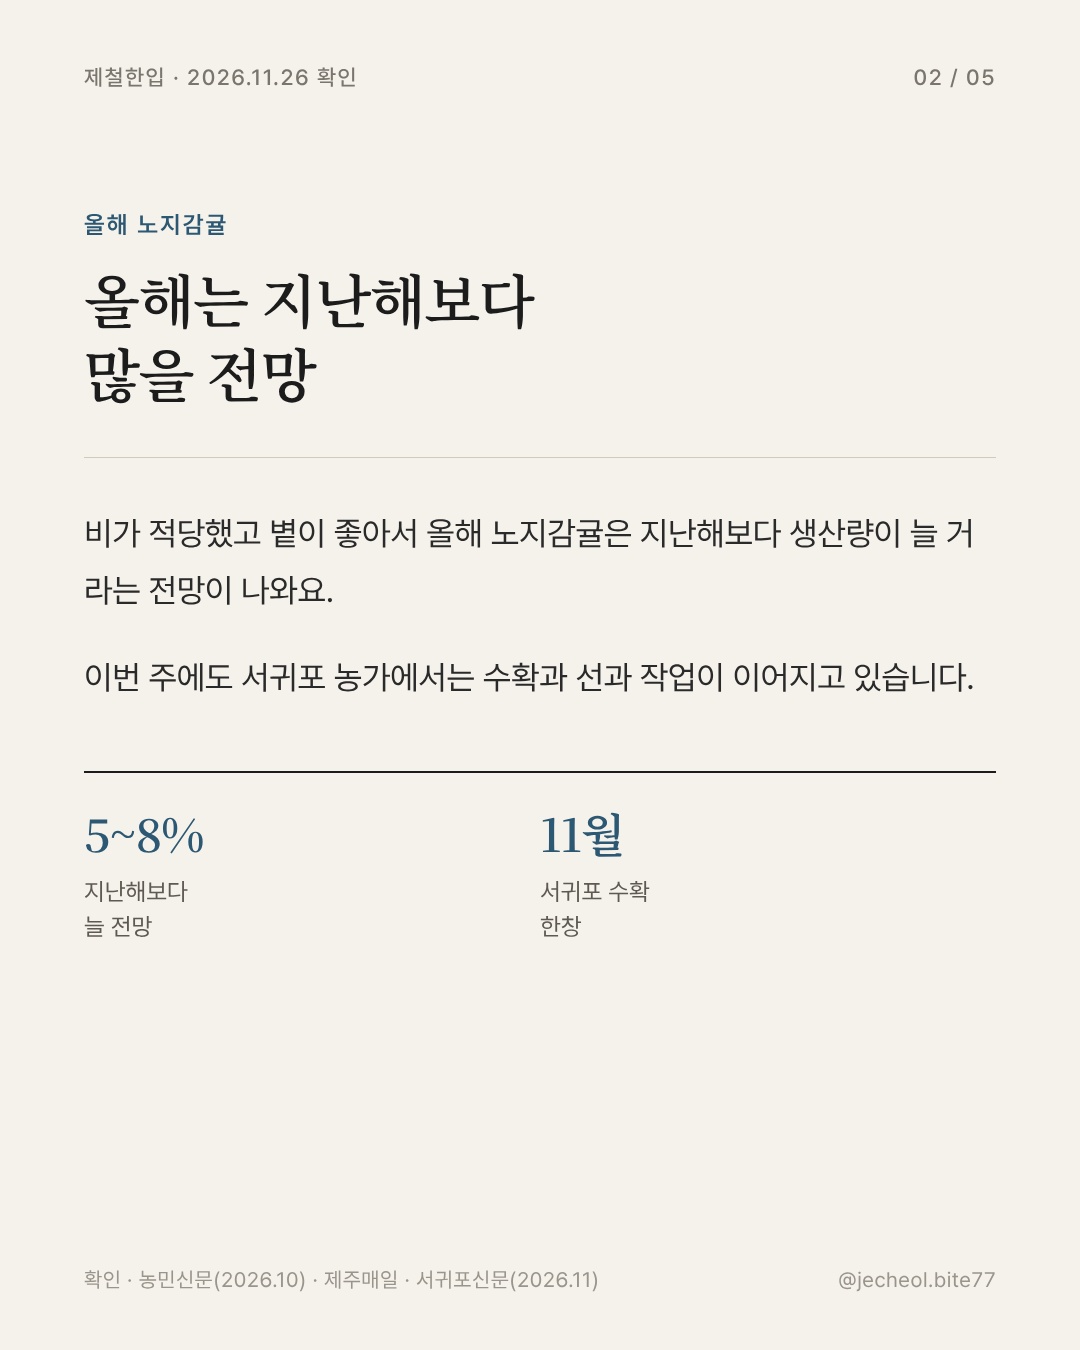 제철한입 · 2026.11.26 확인
02 / 05
올해 노지감귤
올해는 지난해보다
많을 전망
비가 적당했고 볕이 좋아서 올해 노지감귤은 지난해보다 생산량이 늘 거
라는 전망이 나와요.
이번 주에도 서귀포 농가에서는 수확과 선과 작업이 이어지고 있습니다.
5~8%
11월
지난해보다
늘 전망
서귀포 수확
한창
확인 · 농민신문(2026.10) · 제주매일 · 서귀포신문(2026.11)
@jecheol.bite77